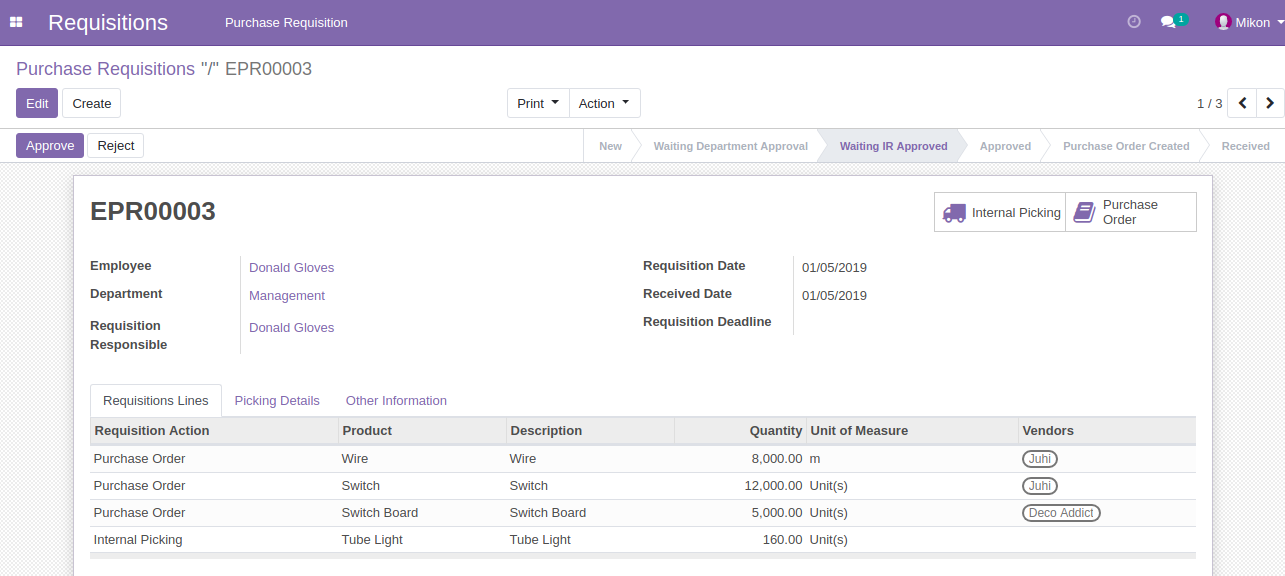 Requisitions Purchase Requisition 1 Mikon
Purchase Requisitions "/" EPR00003
Edit Create Print Action 1 / 3
Approve Reject New Waiting Department Approval Waiting IR Approved Approved Purchase Order Created Received
EPR00003
Internal Picking
Purchase
Order
Employee Donald Gloves Requisition Date 01/05/2019
Department Management Received Date 01/05/2019
Requisition
Responsible Donald Gloves Requisition Deadline
Requisitions Lines Picking Details Other Information
Requisition Action Product Description Quantity Unit of Measure Vendors
Purchase Order Wire Wire 8,000.00 m Juhi
Purchase Order Switch Switch 12,000.00 Unit(s) Juhi
Purchase Order Switch Board Switch Board 5,000.00 Unit(s) Deco Addict
Internal Picking Tube Light Tube Light 160.00 Unit(s)